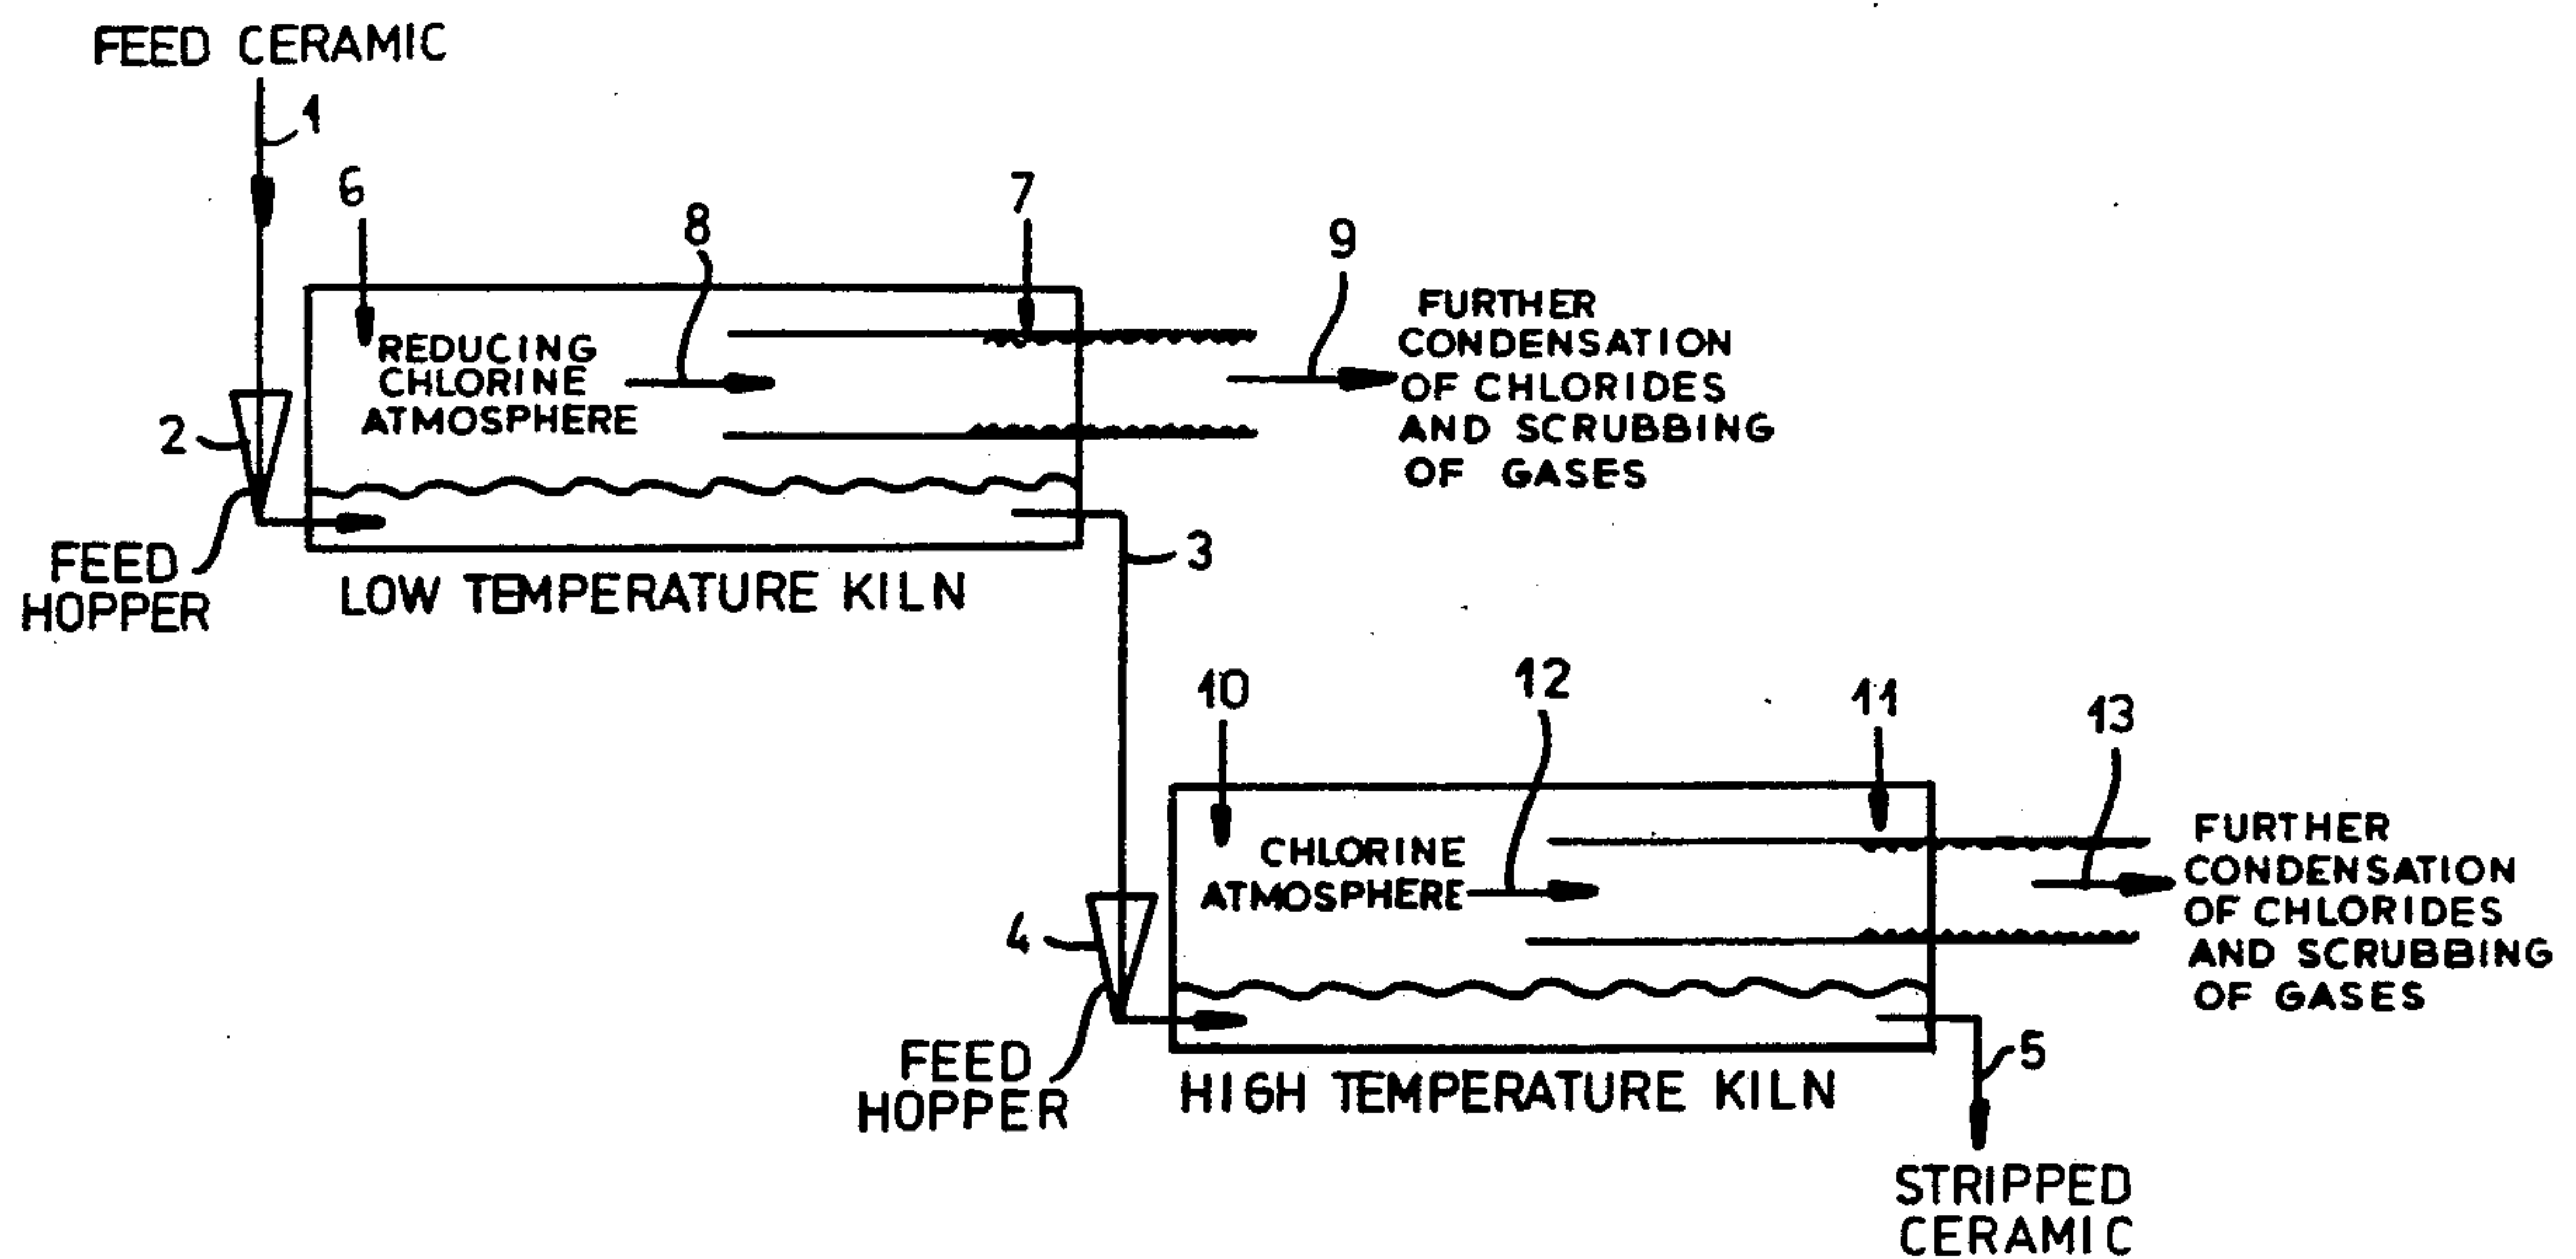 FEED CERAMIC
1
6
8
7
9
REDUCING
CHLORINE
ATMOSPHERE
FURTHER
CONDENSATION
OF CHLORIDES
AND SCRUBBING
OF GASES
2
FEED
HOPPER
LOW TEMPERATURE KILN
3
10
12
11
13
CHLORINE
ATMOSPHERE
FURTHER
CONDENSATION
OF CHLORIDES
AND SCRUBBING
OF GASES
4
FEED
HOPPER
HIGH TEMPERATURE KILN
5
STRIPPED
CERAMIC